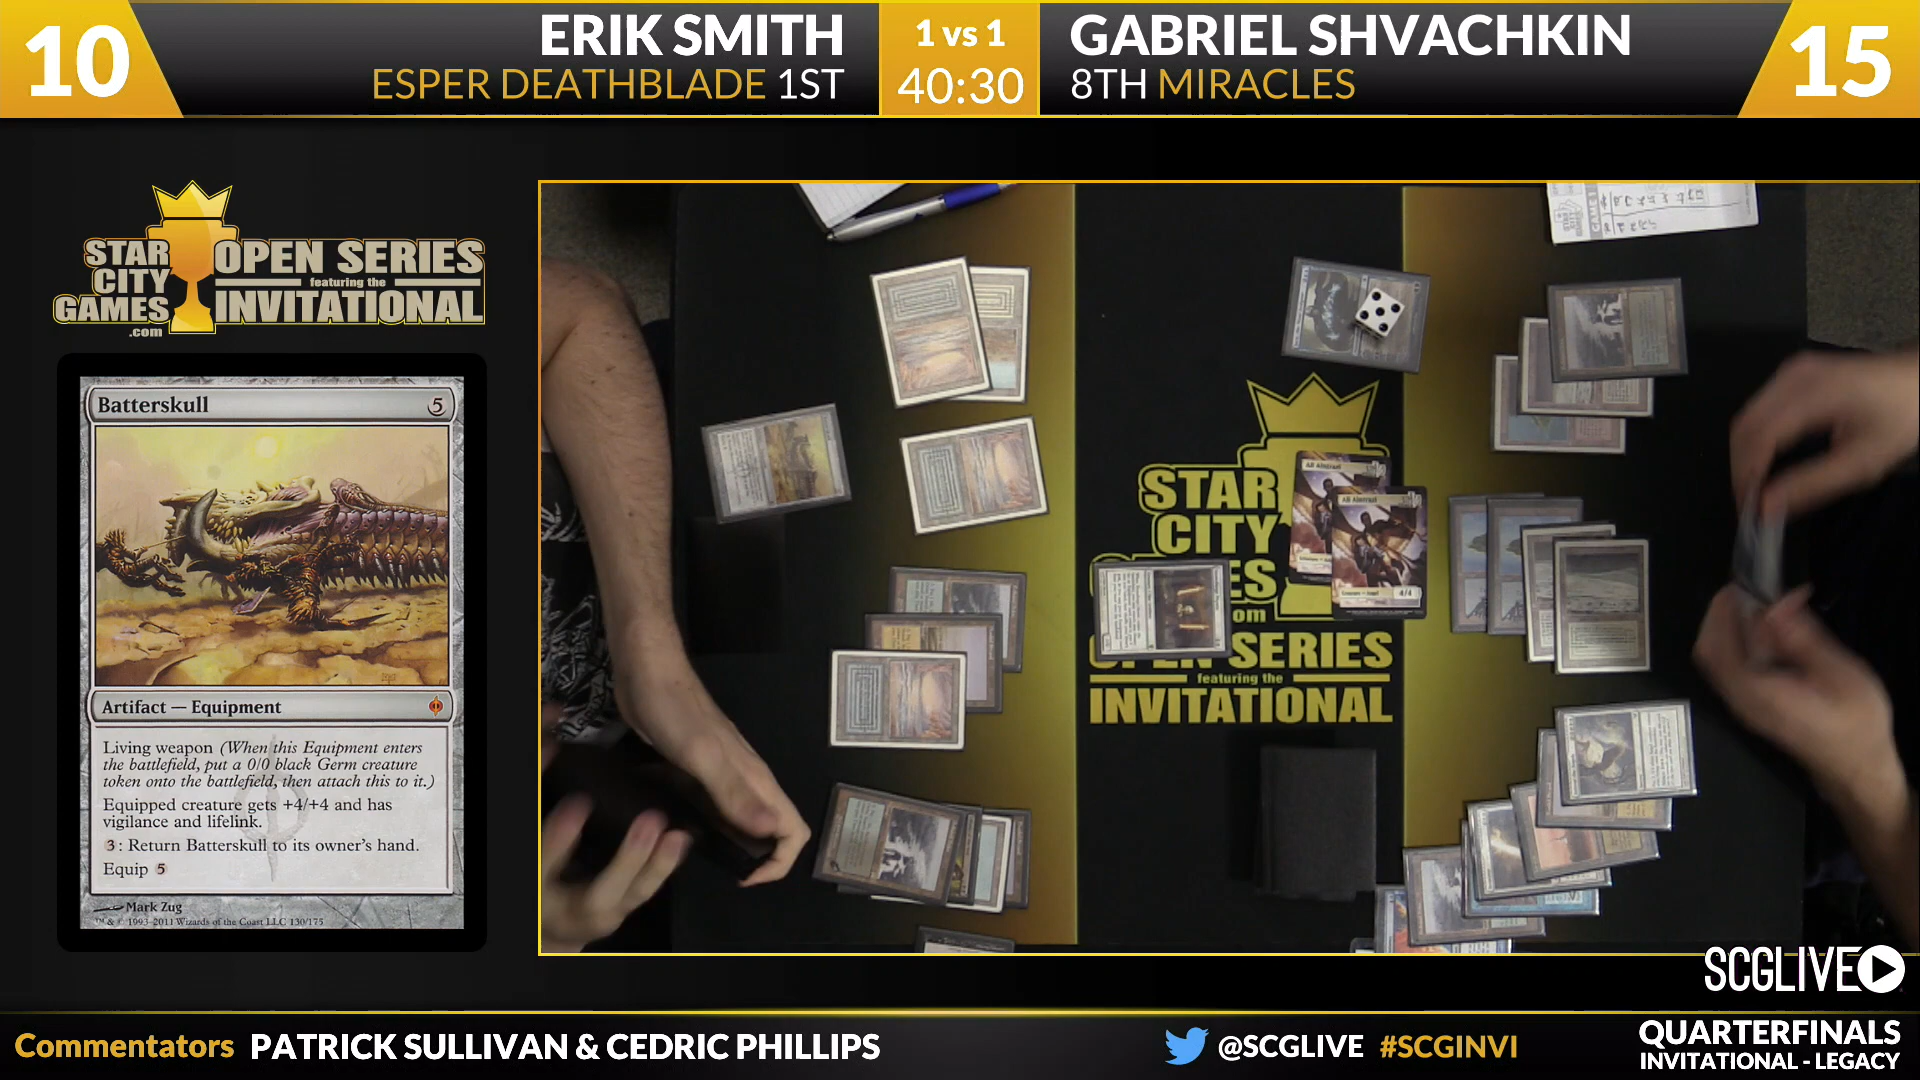 10
ERIK SMITH
ESPER DEATHBLADE 1ST
1 vs 1
40:30
GABRIEL SHVACHKIN
8TH MIRACLES
15
STAR
CITY
GAMES
.com
OPEN SERIES
featuring the
INVITATIONAL
Batterskull 5
Artifact — Equipment
Living weapon (When this Equipment enters
the battlefield, put a 0/0 black Germ creature
token onto the battlefield, then attach this to it.)
Equipped creature gets +4/+4 and has
vigilance and lifelink.
3: Return Batterskull to its owner's hand.
Equip 5
Mark Zug
™ & © 1993–2011 Wizards of the Coast LLC 130/175
STAR
CITY
ES
om
OPEN SERIES
featuring the
INVITATIONAL
4/4
SCGLIVE
Commentators PATRICK SULLIVAN & CEDRIC PHILLIPS
@SCGLIVE #SCGINVI
QUARTERFINALS
INVITATIONAL - LEGACY